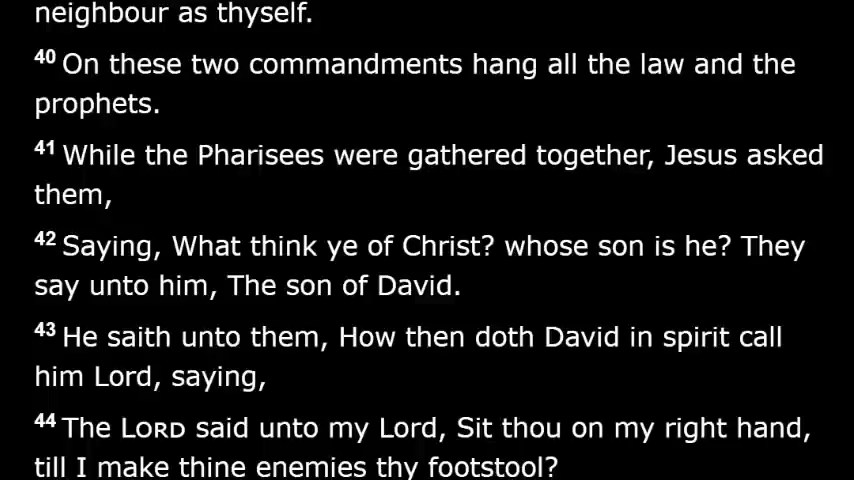 neighbour as thyself.
40 On these two commandments hang all the law and the
prophets.
41 While the Pharisees were gathered together, Jesus asked
them,
42 Saying, What think ye of Christ? whose son is he? They
say unto him, The son of David.
43 He saith unto them, How then doth David in spirit call
him Lord, saying,
44 The LORD said unto my Lord, Sit thou on my right hand,
till I make thine enemies thy footstool?